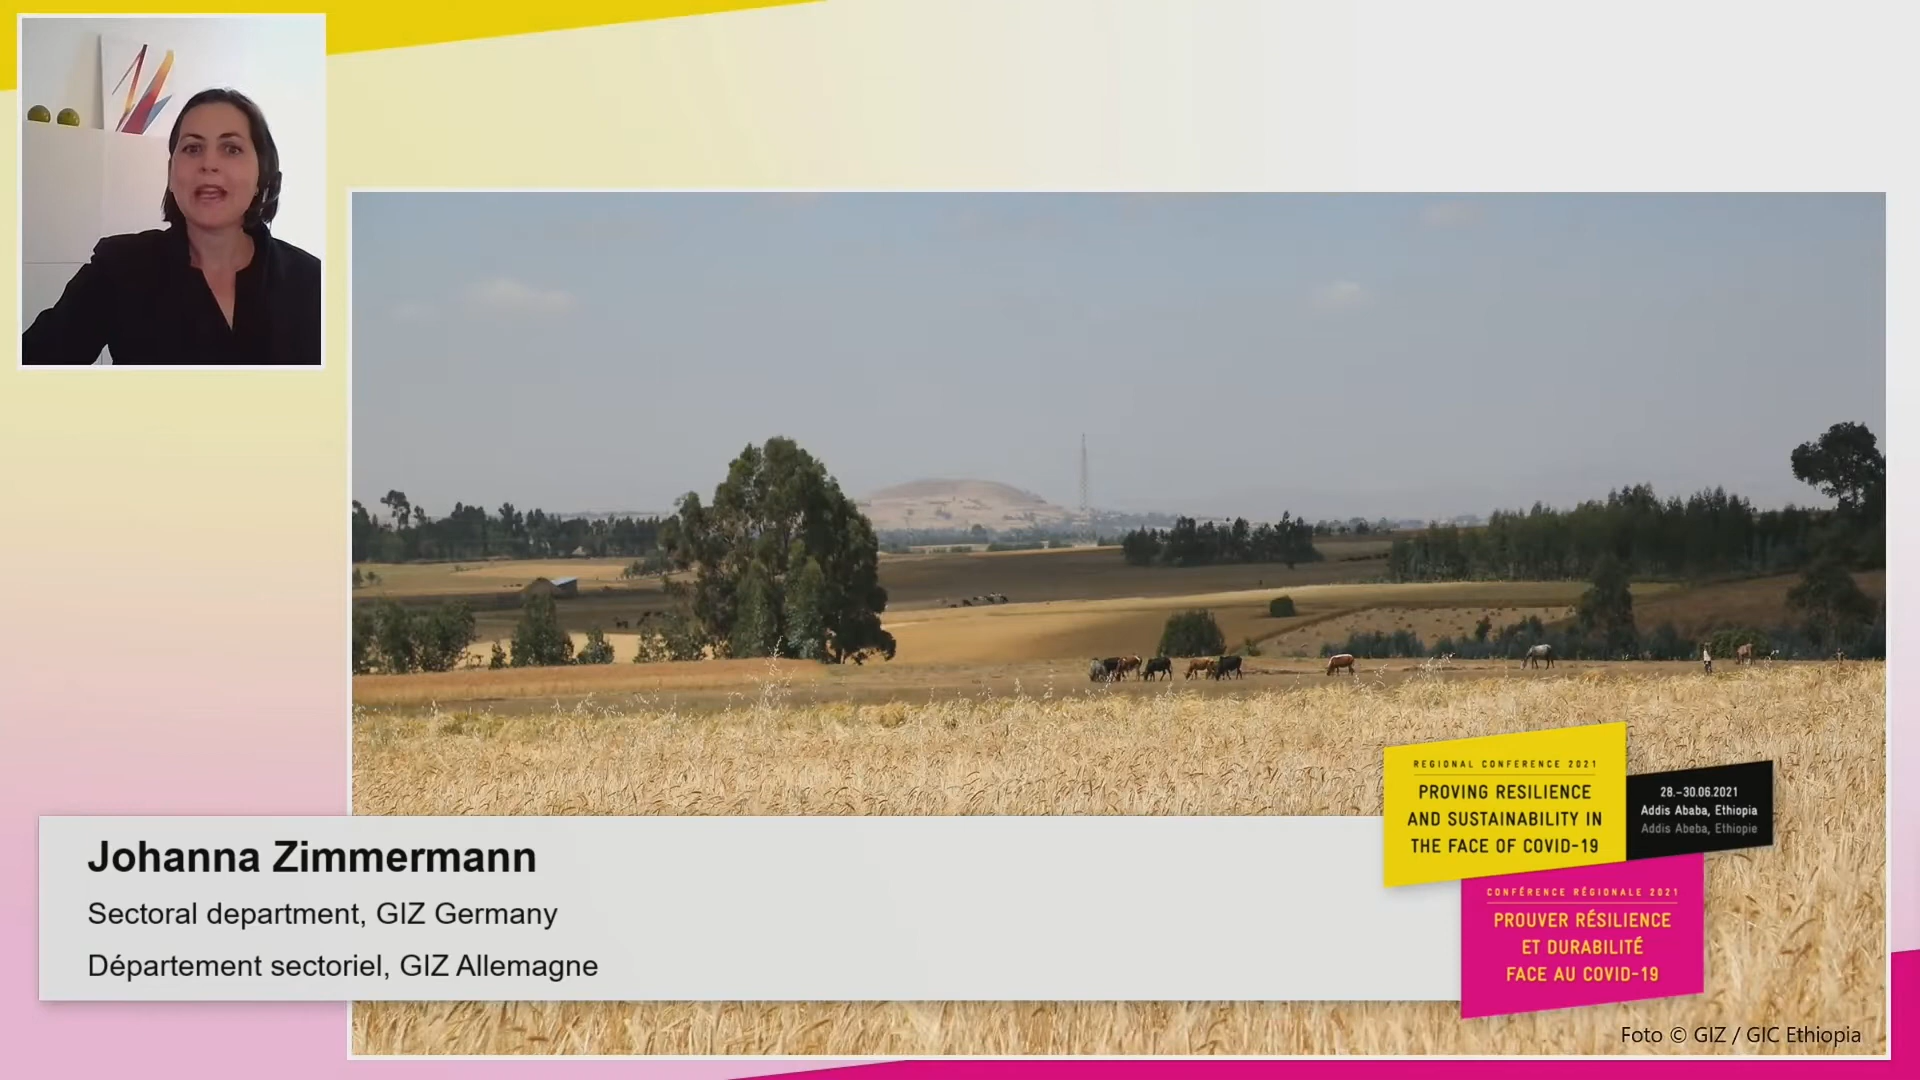 Johanna Zimmermann
Sectoral department, GIZ Germany
Département sectoriel, GIZ Allemagne
REGIONAL CONFERENCE 2021
PROVING RESILIENCE
AND SUSTAINABILITY IN
THE FACE OF COVID-19
28.–30.06.2021
Addis Ababa, Ethiopia
Addis Abeba, Ethiopie
CONFÉRENCE RÉGIONALE 2021
PROUVER RÉSILIENCE
ET DURABILITÉ
FACE AU COVID-19
Foto © GIZ / GIC Ethiopia